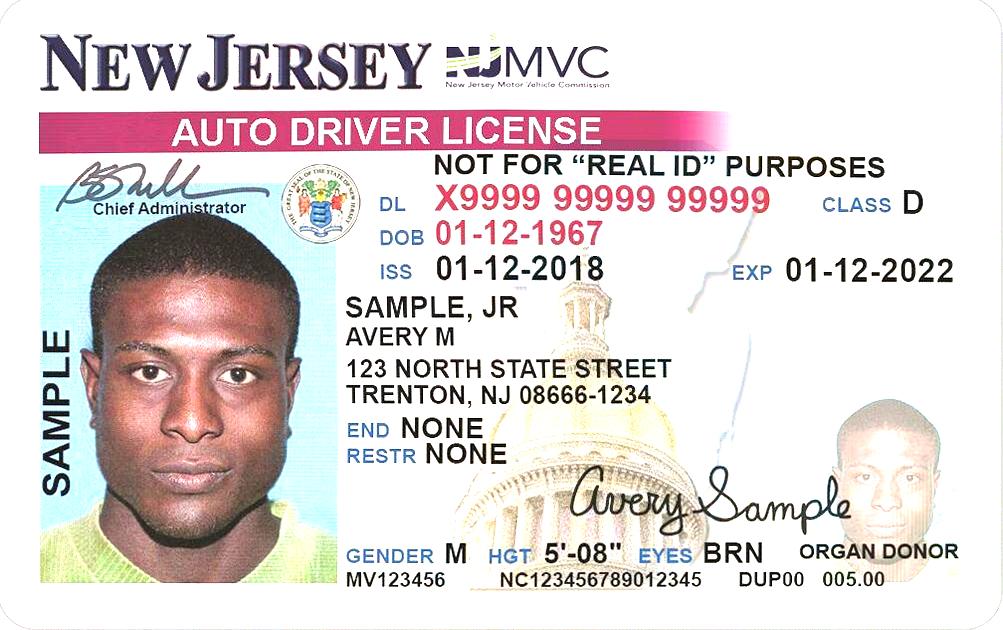 NEW JERSEY NJMVC
New Jersey Motor Vehicle Commission
AUTO DRIVER LICENSE
NOT FOR “REAL ID” PURPOSES
Chief Administrator
THE GREAT SEAL OF THE STATE OF NEW JERSEY
DL X9999 99999 99999 CLASS D
DOB 01-12-1967
ISS 01-12-2018 EXP 01-12-2022
SAMPLE, JR
AVERY M
123 NORTH STATE STREET
TRENTON, NJ 08666-1234
END NONE
RESTR NONE
SAMPLE
Avery Sample
GENDER M HGT 5'-08" EYES BRN ORGAN DONOR
MV123456 NC123456789012345 DUP00 005.00